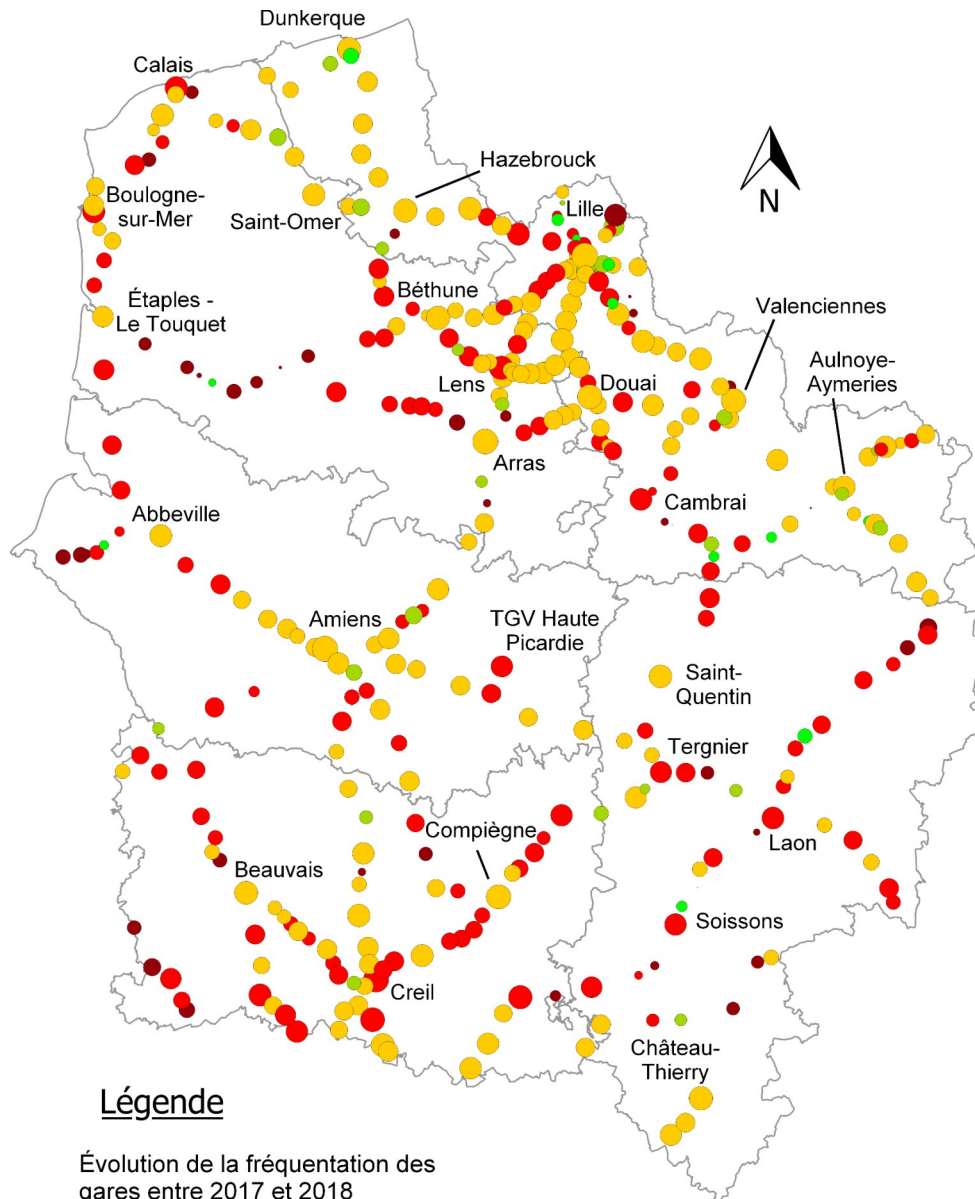 Dunkerque
Calais
Hazebrouck
Lille
N
Boulogne-
sur-Mer
Saint-Omer
Étaples -
Le Touquet
Béthune
Valenciennes
Aulnoye-
Aymeries
Lens
Douai
Arras
Cambrai
Abbeville
Amiens
TGV Haute
Picardie
Saint-
Quentin
Tergnier
Compiègne
Laon
Beauvais
Soissons
Creil
Château-
Thierry
Légende
Évolution de la fréquentation des
gares entre 2017 et 2018